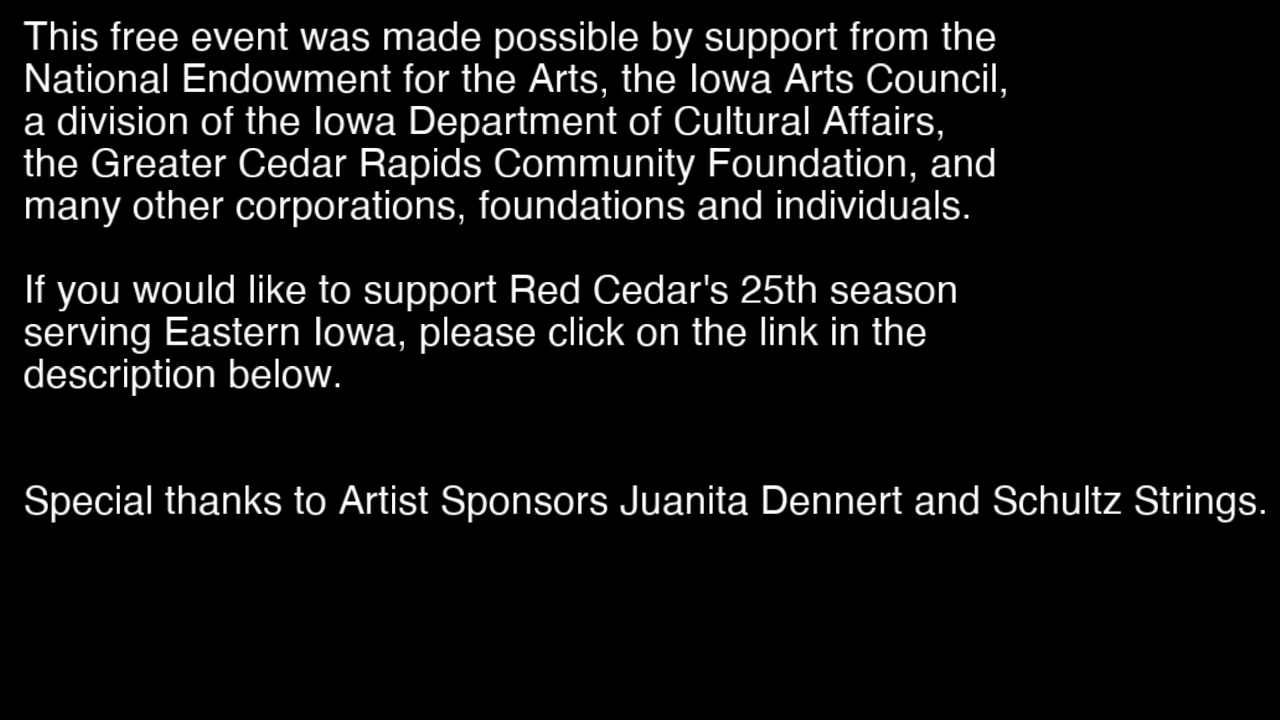 This free event was made possible by support from the
National Endowment for the Arts, the Iowa Arts Council,
a division of the Iowa Department of Cultural Affairs,
the Greater Cedar Rapids Community Foundation, and
many other corporations, foundations and individuals.
If you would like to support Red Cedar's 25th season
serving Eastern Iowa, please click on the link in the
description below.
Special thanks to Artist Sponsors Juanita Dennert and Schultz Strings.